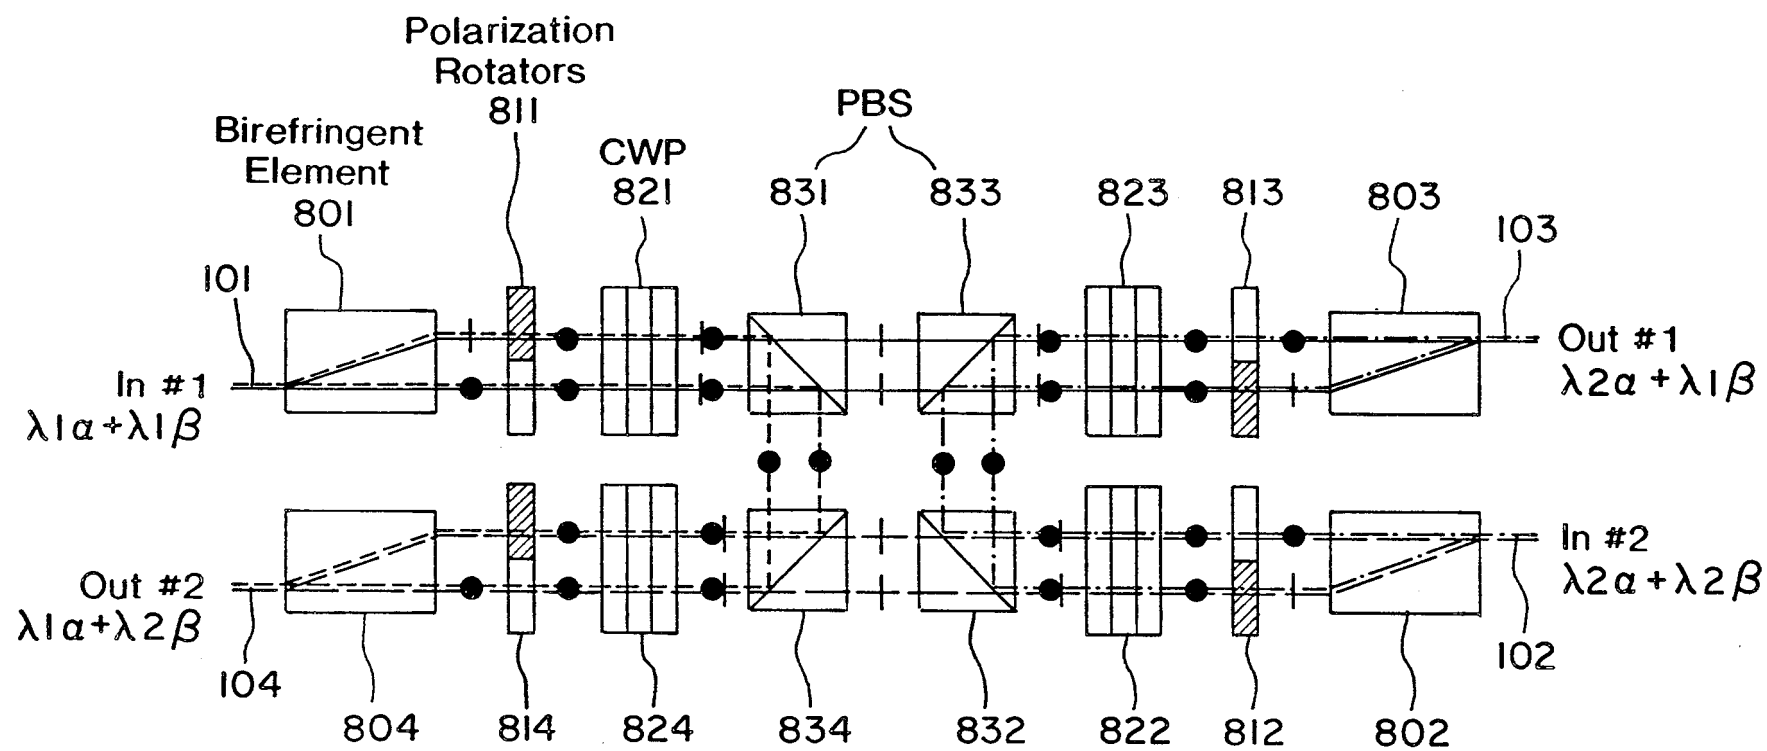 Polarization
Rotators
811
PBS
Birefringent
Element
801
CWP
821
831
833
823
813
803
103
101
In #1
λ1α+λ1β
Out #1
λ2α+λ1β
Out #2
λ1α+λ2β
In #2
λ2α+λ2β
104
102
804
814
824
834
832
822
812
802